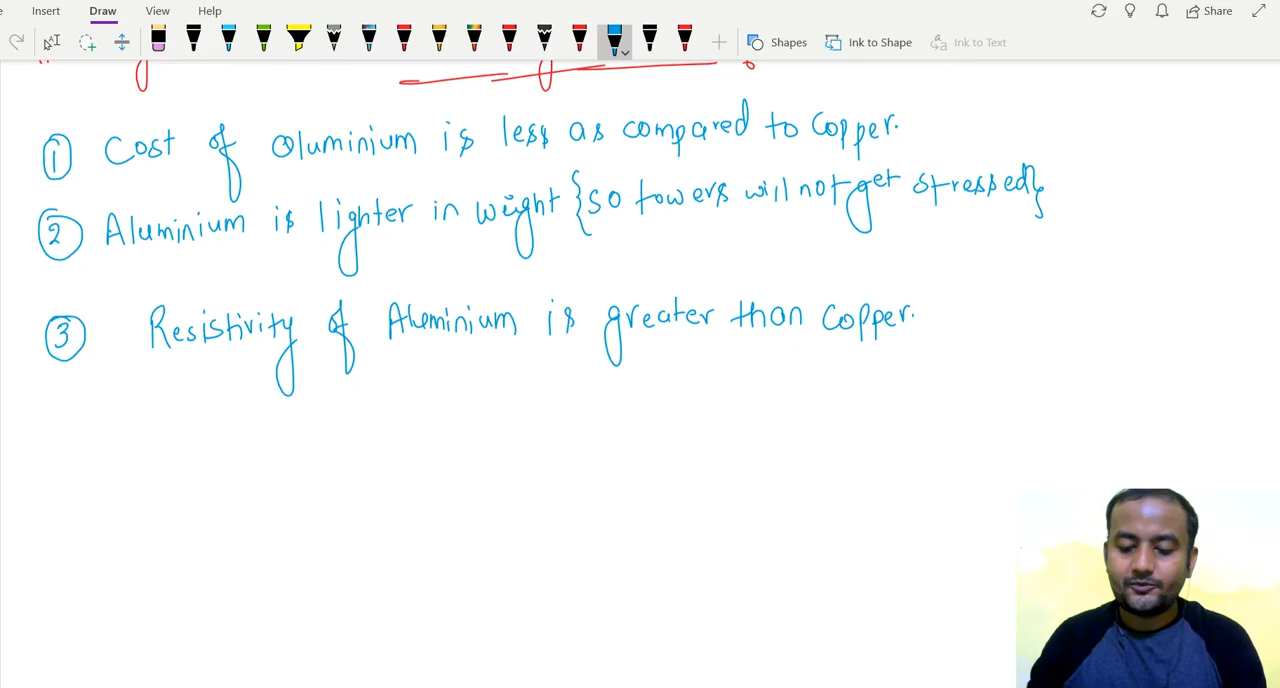 Insert Draw View Help
Share
Shapes Ink to Shape Ink to Text
① Cost of aluminium is less as compared to Copper.
② Aluminium is lighter in weight {so towers will not get stressed}
③ Resistivity of Aluminium is greater than Copper.